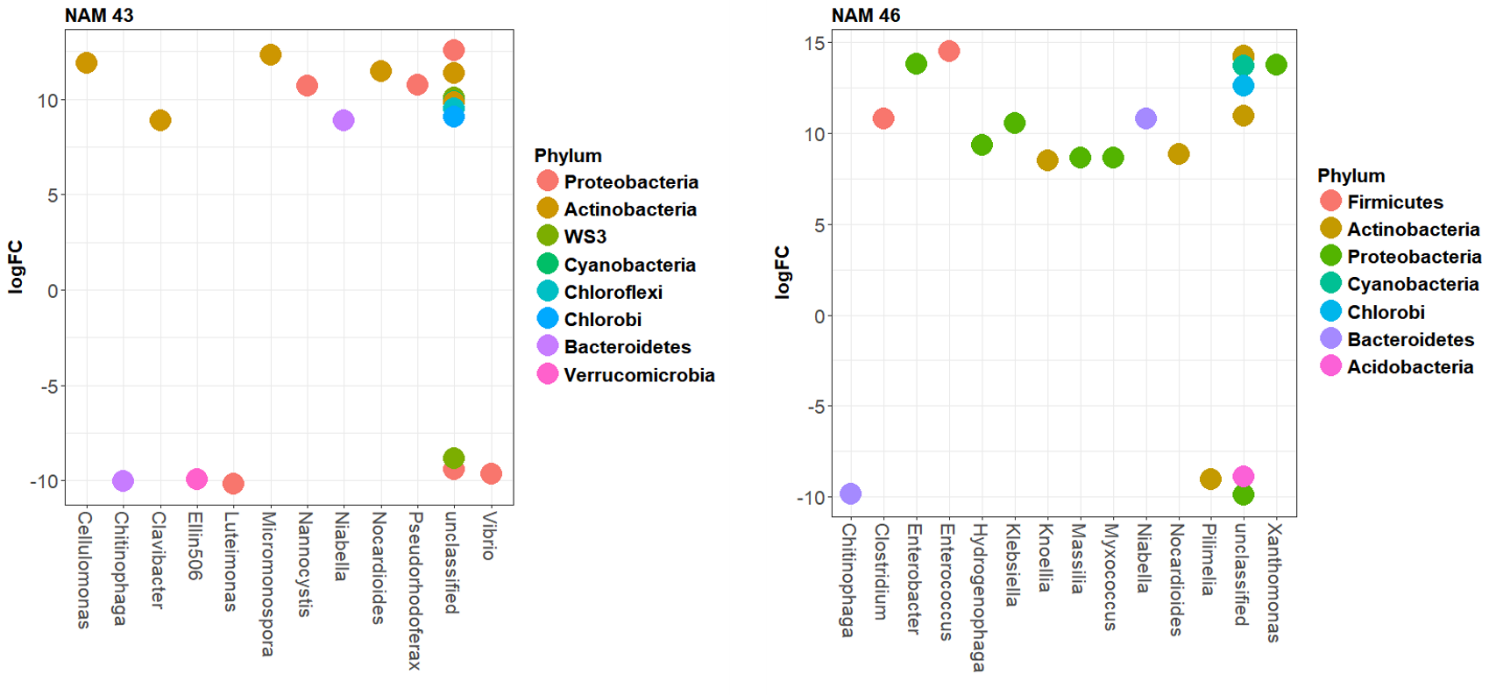 NAM 43
10
5
0
-5
-10
logFC
Cellulomonas
Chitinophaga
Clavibacter
Ellin506
Luteimonas
Micromonospora
Nannocystis
Niabella
Nocardioides
Pseudorhodoferax
unclassified
Vibrio
Phylum
Proteobacteria
Actinobacteria
WS3
Cyanobacteria
Chloroflexi
Chlorobi
Bacteroidetes
Verrucomicrobia
NAM 46
15
10
5
0
-5
-10
logFC
Chitinophaga
Clostridium
Enterobacter
Enterococcus
Hydrogenophaga
Klebsiella
Knoellia
Massilia
Myxococcus
Niabella
Nocardioides
Pilimelia
unclassified
Xanthomonas
Phylum
Firmicutes
Actinobacteria
Proteobacteria
Cyanobacteria
Chlorobi
Bacteroidetes
Acidobacteria